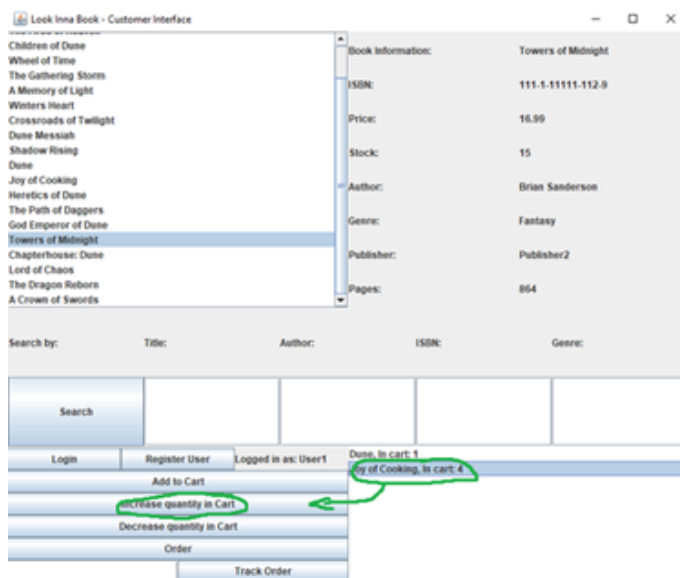 Look Inna Book - Customer Interface
Children of Dune
Wheel of Time
The Gathering Storm
A Memory of Light
Winters Heart
Crossroads of Twilight
Dune Messiah
Shadow Rising
Dune
Joy of Cooking
Heretics of Dune
The Path of Daggers
God Emperor of Dune
Towers of Midnight
Chapterhouse: Dune
Lord of Chaos
The Dragon Reborn
A Crown of Swords
Book Information: Towers of Midnight
ISBN: 111-1-11111-112-9
Price: 16.99
Stock: 15
Author: Brian Sanderson
Genre: Fantasy
Publisher: Publisher2
Pages: 864
Search by: Title: Author: ISBN: Genre:
Search
Login Register User Logged in as: User1
Add to Cart
Increase quantity in Cart
Decrease quantity in Cart
Order
Track Order
Dune, In cart: 1
Joy of Cooking, In cart: 4